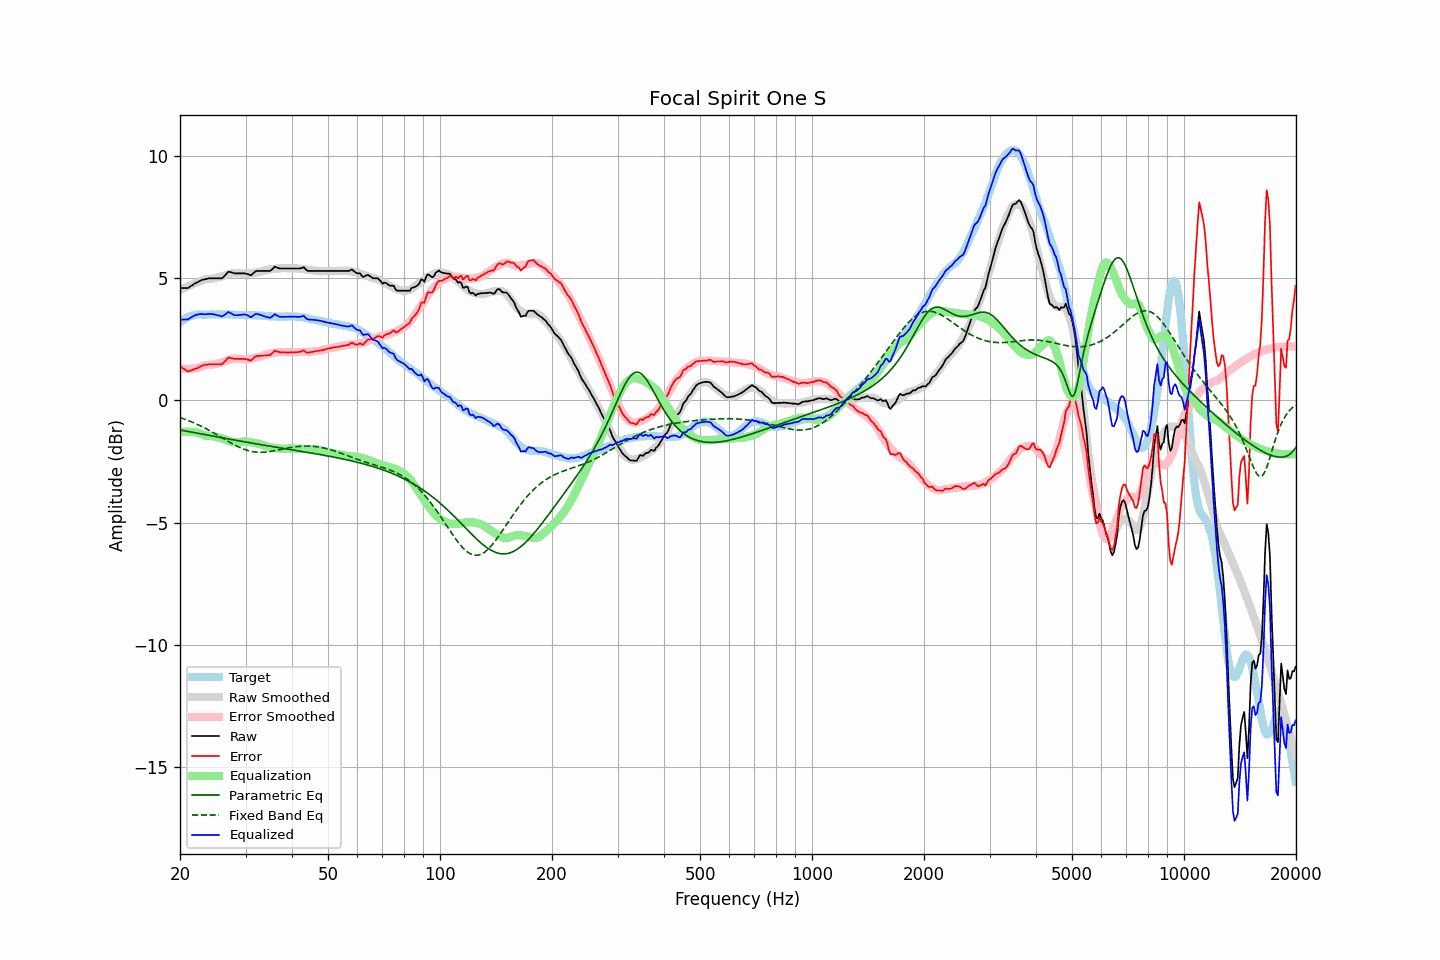 Focal Spirit One S
10
5
0
−5
−10
−15
Amplitude (dBr)
Target
Raw Smoothed
Error Smoothed
Raw
Error
Equalization
Parametric Eq
Fixed Band Eq
Equalized
20 50 100 200 500 1000 2000 5000 10000 20000
Frequency (Hz)